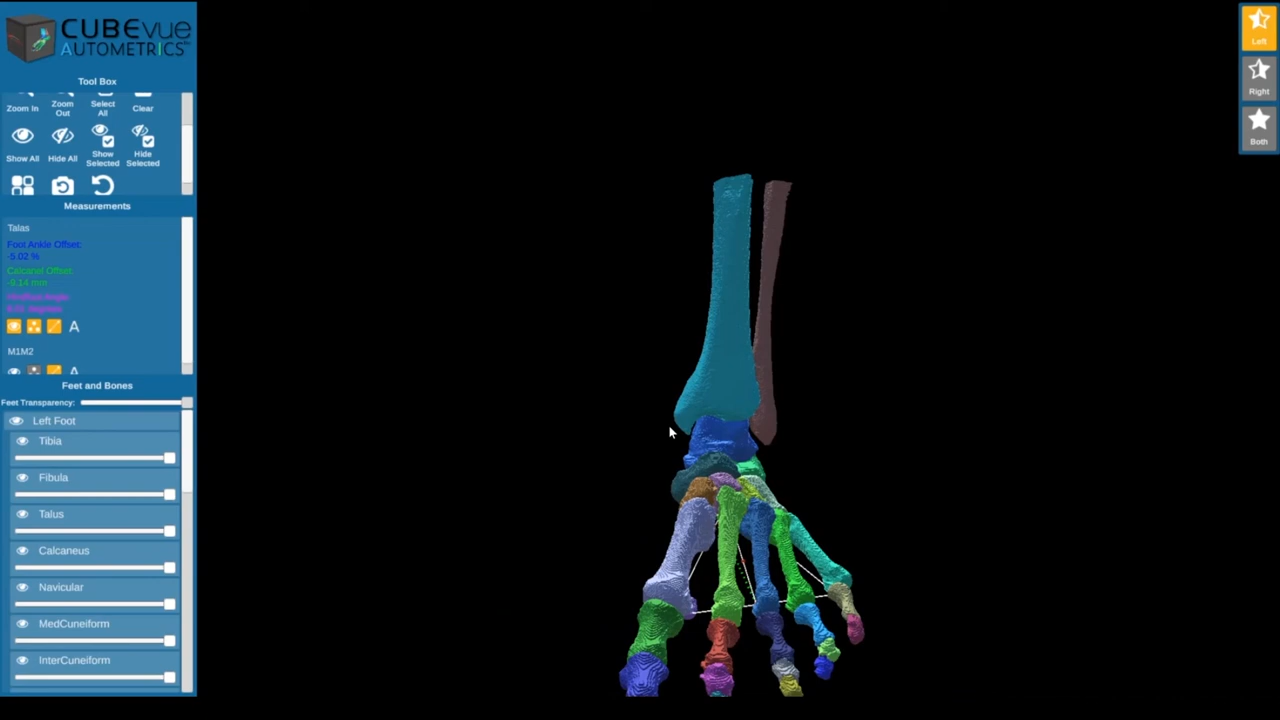 CUBEVUE
AUTOMETRICS
Left
Right
Both
Tool Box
Zoom In
Zoom Out
Select All
Clear
Show All
Hide All
Show Selected
Hide Selected
Measurements
Talas
Foot Ankle Offset:
-5.02 %
Calcanel Offset:
-9.14 mm
A
M1M2
A
Feet and Bones
Feet Transparency:
Left Foot
Tibia
Fibula
Talus
Calcaneus
Navicular
MedCuneiform
InterCuneiform